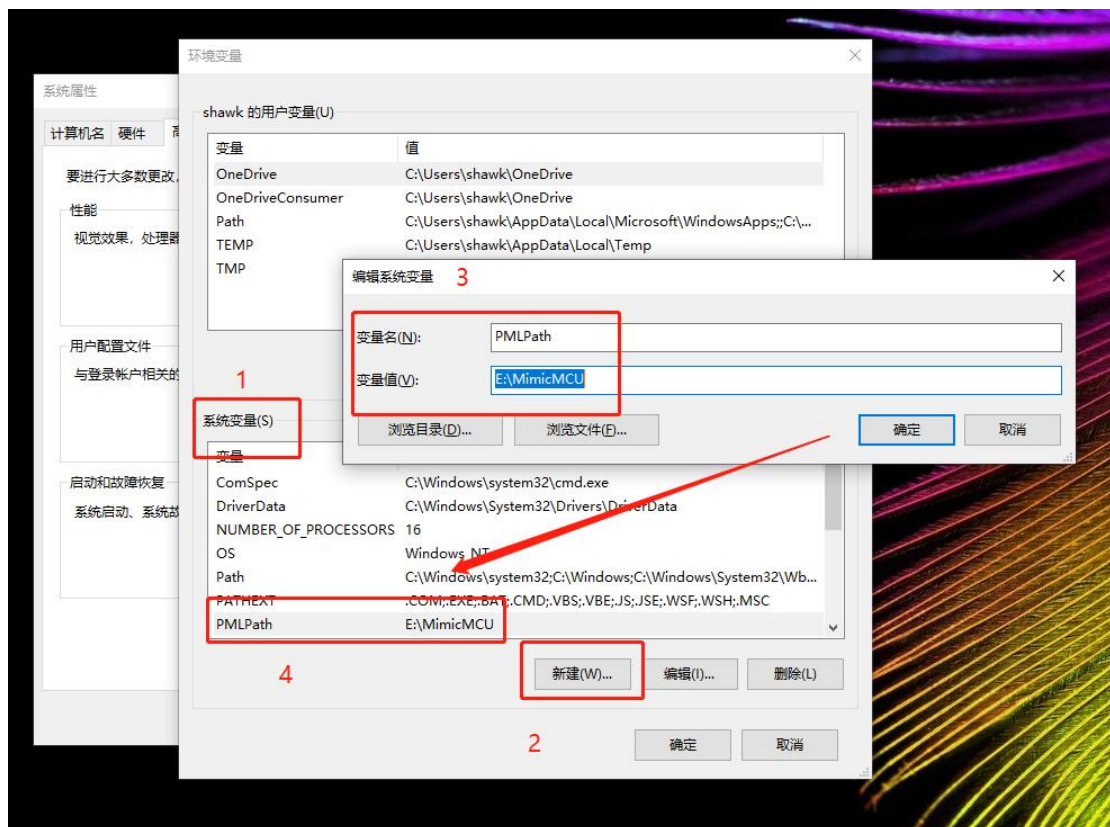 环境变量
系统属性
计算机名 硬件
要进行大多数更改，
性能
视觉效果，处理器
用户配置文件
与登录帐户相关的
启动和故障恢复
系统启动、系统故
shawk 的用户变量(U)
变量 值
OneDrive C:\Users\shawk\OneDrive
OneDriveConsumer C:\Users\shawk\OneDrive
Path C:\Users\shawk\AppData\Local\Microsoft\WindowsApps;;C:\...
TEMP C:\Users\shawk\AppData\Local\Temp
TMP
编辑系统变量 3
变量名(N): PMLPath
变量值(V): E:\MimicMCU
浏览目录(D)... 浏览文件(F)... 确定 取消
1
系统变量(S)
变量
ComSpec C:\Windows\system32\cmd.exe
DriverData C:\Windows\System32\Drivers\DriverData
NUMBER_OF_PROCESSORS 16
OS Windows_NT
Path C:\Windows\system32;C:\Windows;C:\Windows\System32\Wb...
PATHEXT .COM;.EXE;.BAT;.CMD;.VBS;.VBE;.JS;.JSE;.WSF;.WSH;.MSC
PMLPath E:\MimicMCU
4
新建(W)... 编辑(I)... 删除(L)
2
确定 取消